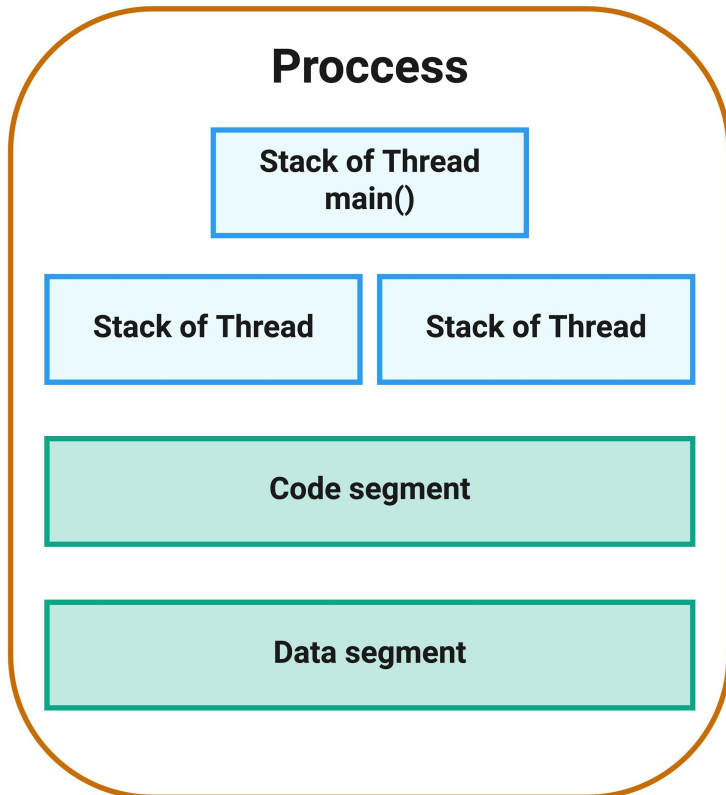 Proccess
Stack of Thread
main()
Stack of Thread
Stack of Thread
Code segment
Data segment